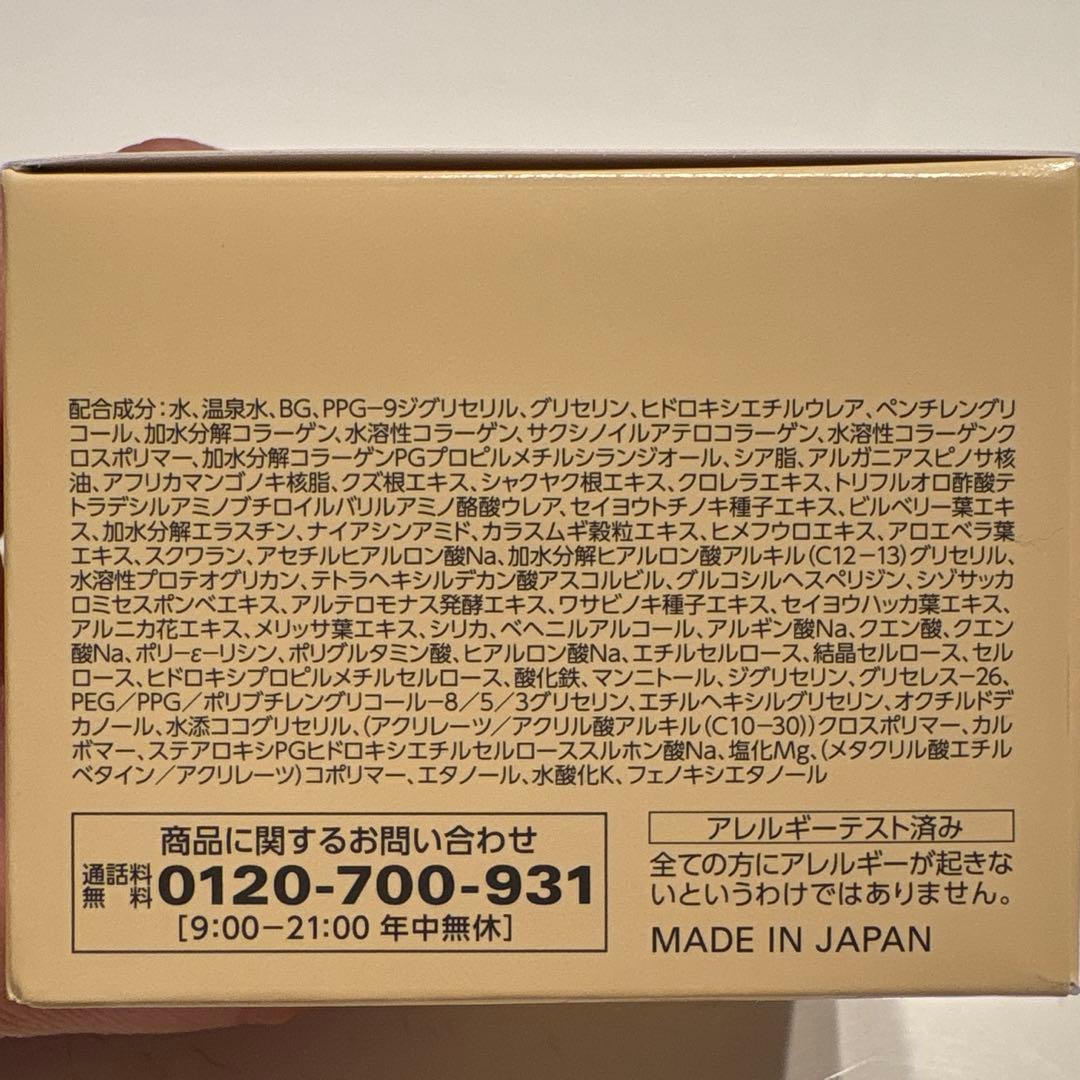 配合成分：水、温泉水、BG、PPG−9ジグリセリル、グリセリン、ヒドロキシエチルウレア、ペンチレングリ
コール、加水分解コラーゲン、水溶性コラーゲン、サクシノイルアテロコラーゲン、水溶性コラーゲンク
ロスポリマー、加水分解コラーゲンPGプロピルメチルシランジオール、シア脂、アルガニアスピノサ核
油、アフリカマンゴノキ核脂、クズ根エキス、シャクヤク根エキス、クロレラエキス、トリフルオロ酢酸テ
トラデシルアミノブチロイルバリルアミノ酪酸ウレア、セイヨウトチノキ種子エキス、ビルベリー葉エキ
ス、加水分解エラスチン、ナイアシンアミド、カラスムギ穀粒エキス、ヒメフウロエキス、アロエベラ葉
エキス、スクワラン、アセチルヒアルロン酸Na、加水分解ヒアルロン酸アルキル(C12−13)グリセリル、
水溶性プロテオグリカン、テトラヘキシルデカン酸アスコルビル、グルコシルヘスペリジン、シゾサッカ
ロミセスポンベエキス、アルテロモナス発酵エキス、ワサビノキ種子エキス、セイヨウハッカ葉エキス、
アルニカ花エキス、メリッサ葉エキス、シリカ、ベヘニルアルコール、アルギン酸Na、クエン酸、クエン
酸Na、ポリ−ε−リシン、ポリグルタミン酸、ヒアルロン酸Na、エチルセルロース、結晶セルロース、セル
ロース、ヒドロキシプロピルメチルセルロース、酸化鉄、マンニトール、ジグリセリン、グリセレス−26、
PEG／PPG／ポリブチレングリコール−8／5／3グリセリン、エチルヘキシルグリセリン、オクチルドデ
カノール、水添ココグリセリル、(アクリレーツ／アクリル酸アルキル(C10−30))クロスポリマー、カル
ボマー、ステアロキシPGヒドロキシエチルセルローススルホン酸Na、塩化Mg、(メタクリル酸エチル
ベタイン／アクリレーツ)コポリマー、エタノール、水酸化K、フェノキシエタノール
商品に関するお問い合わせ
通話料無料 0120-700-931
[9:00−21:00 年中無休]
アレルギーテスト済み
全ての方にアレルギーが起きな
いというわけではありません。
MADE IN JAPAN